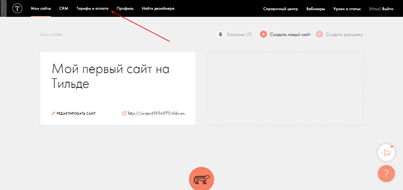 Мои сайты CRM Тарифы и оплата Профиль Найти дизайнера Справочный центр Вебинары Уроки и статьи Выйти
Корзина (1) Создать новый сайт Создать рассылку
Мой первый сайт на
Тильде
РЕДАКТИРОВАТЬ САЙТ
?